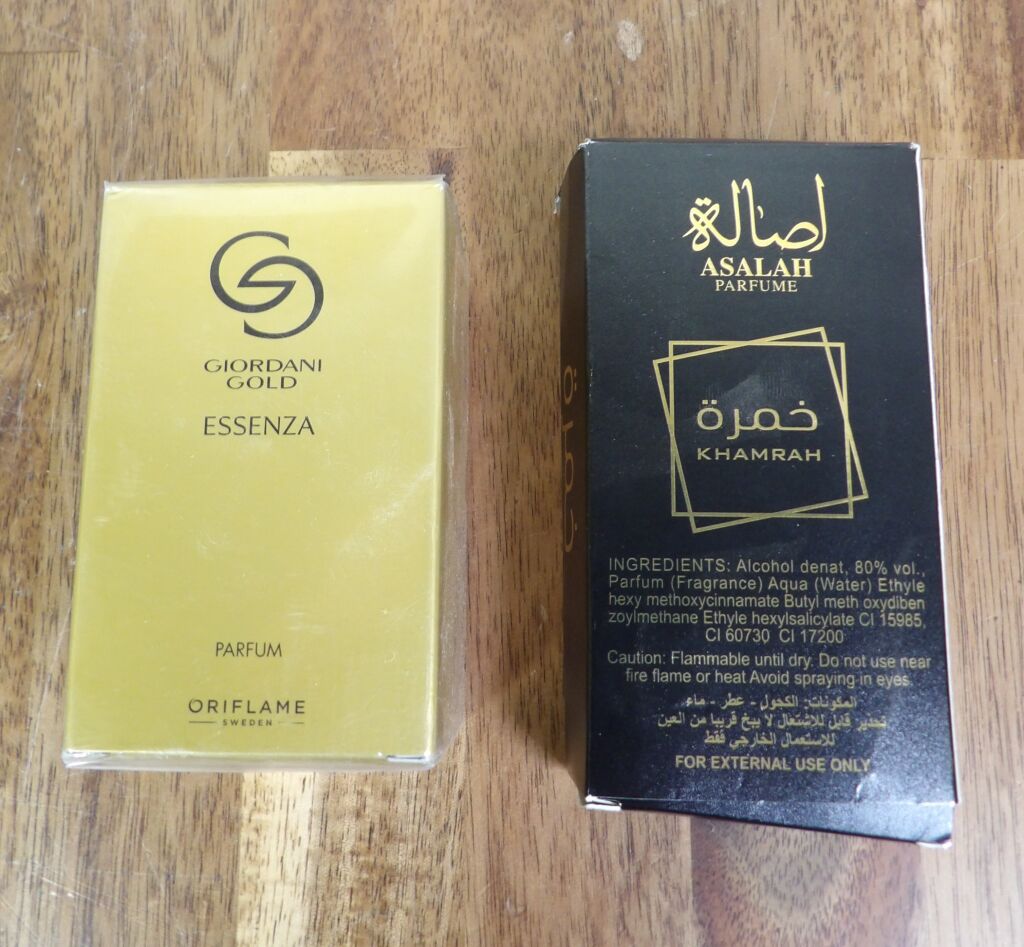 GIORDANI
GOLD
ESSENZA
PARFUM
ORIFLAME
SWEDEN
اصالة
ASALAH
PARFUME
خمرة
KHAMRAH
INGREDIENTS: Alcohol denat, 80% vol.,
Parfum (Fragrance) Aqua (Water) Ethyle
hexy methoxycinnamate Butyl meth oxydiben
zoylmethane Ethyle hexylsalicylate CI 15985,
CI 60730 CI 17200
Caution: Flammable until dry. Do not use near
fire flame or heat Avoid spraying in eyes
المكونات: الكحول - عطر - ماء
تحذير قابل للاشتعال لا يبخ قريبا من العين
للاستعمال الخارجي فقط
FOR EXTERNAL USE ONLY